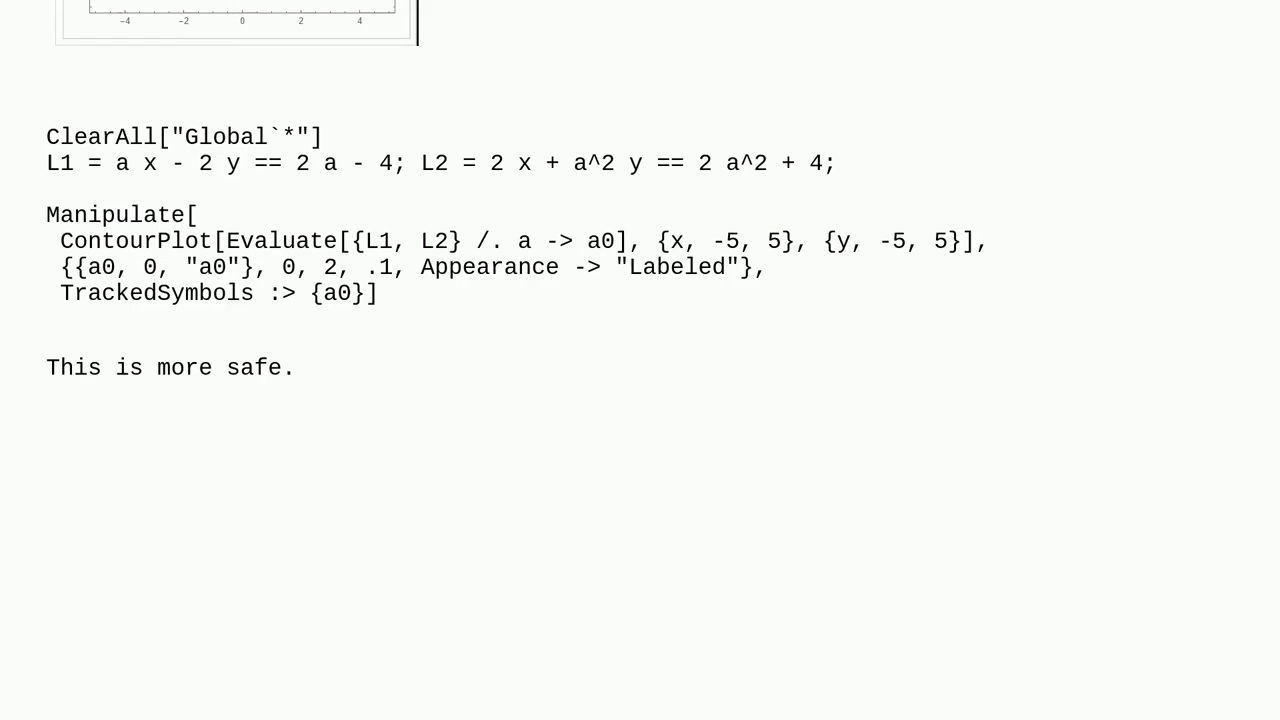 -4 -2 0 2 4
ClearAll["Global`*"]
L1 = a x - 2 y == 2 a - 4; L2 = 2 x + a^2 y == 2 a^2 + 4;
Manipulate[
ContourPlot[Evaluate[{L1, L2} /. a -> a0], {x, -5, 5}, {y, -5, 5}],
{{a0, 0, "a0"}, 0, 2, .1, Appearance -> "Labeled"},
TrackedSymbols :> {a0}]
This is more safe.